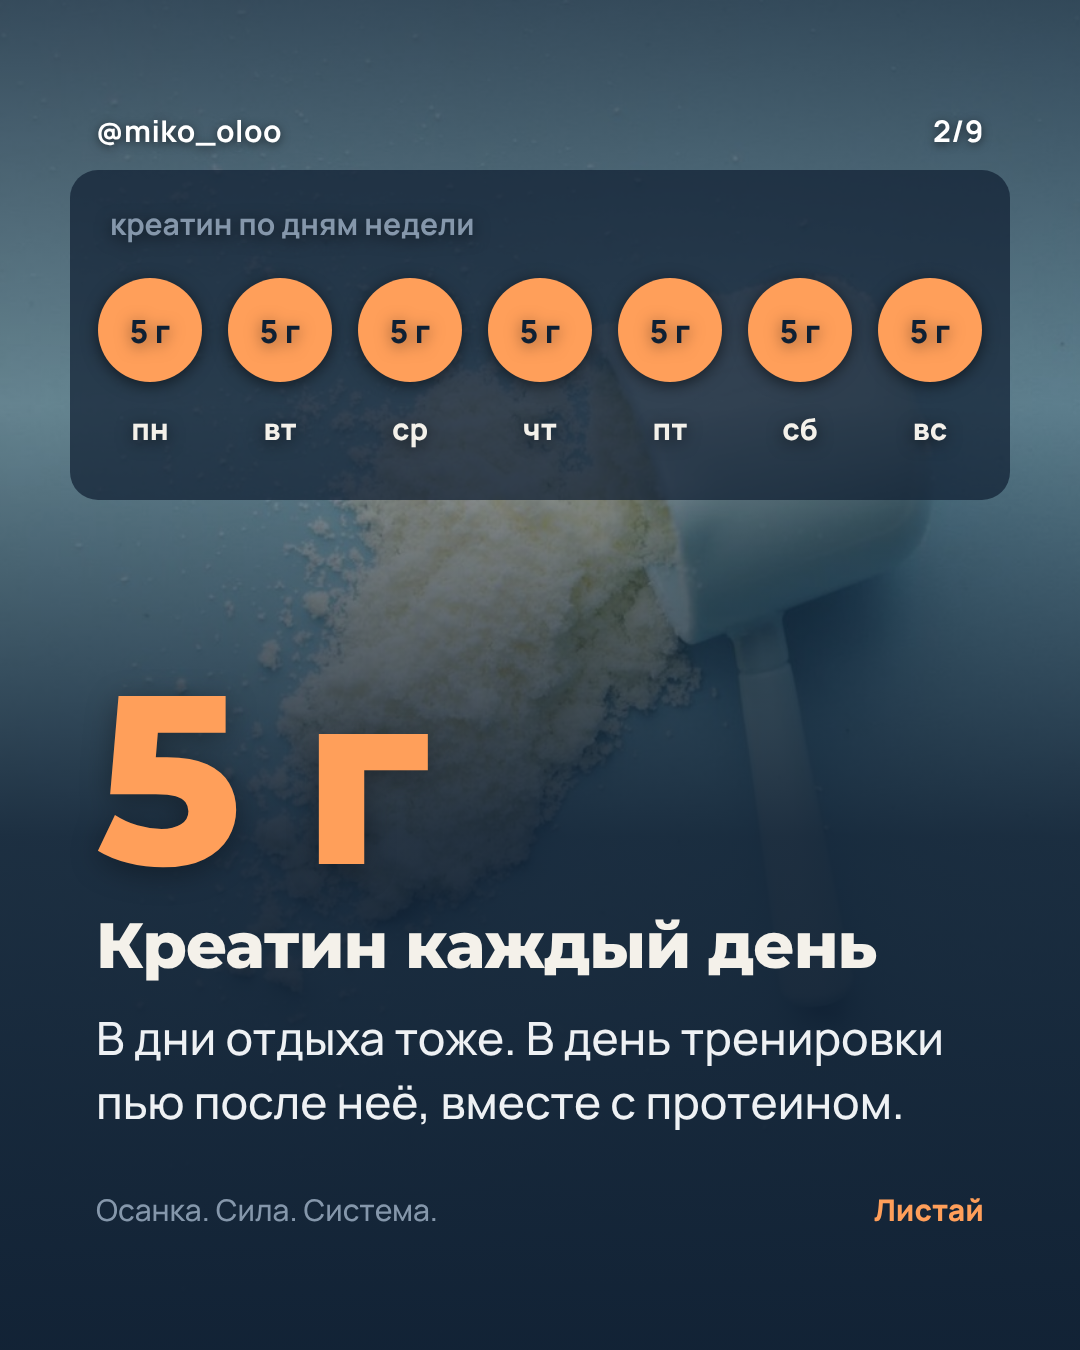 @miko_oloo 2/9
креатин по дням недели
5 г 5 г 5 г 5 г 5 г 5 г 5 г
пн вт ср чт пт сб вс
5 г
Креатин каждый день
В дни отдыха тоже. В день тренировки
пью после неё, вместе с протеином.
Осанка. Сила. Система. Листай